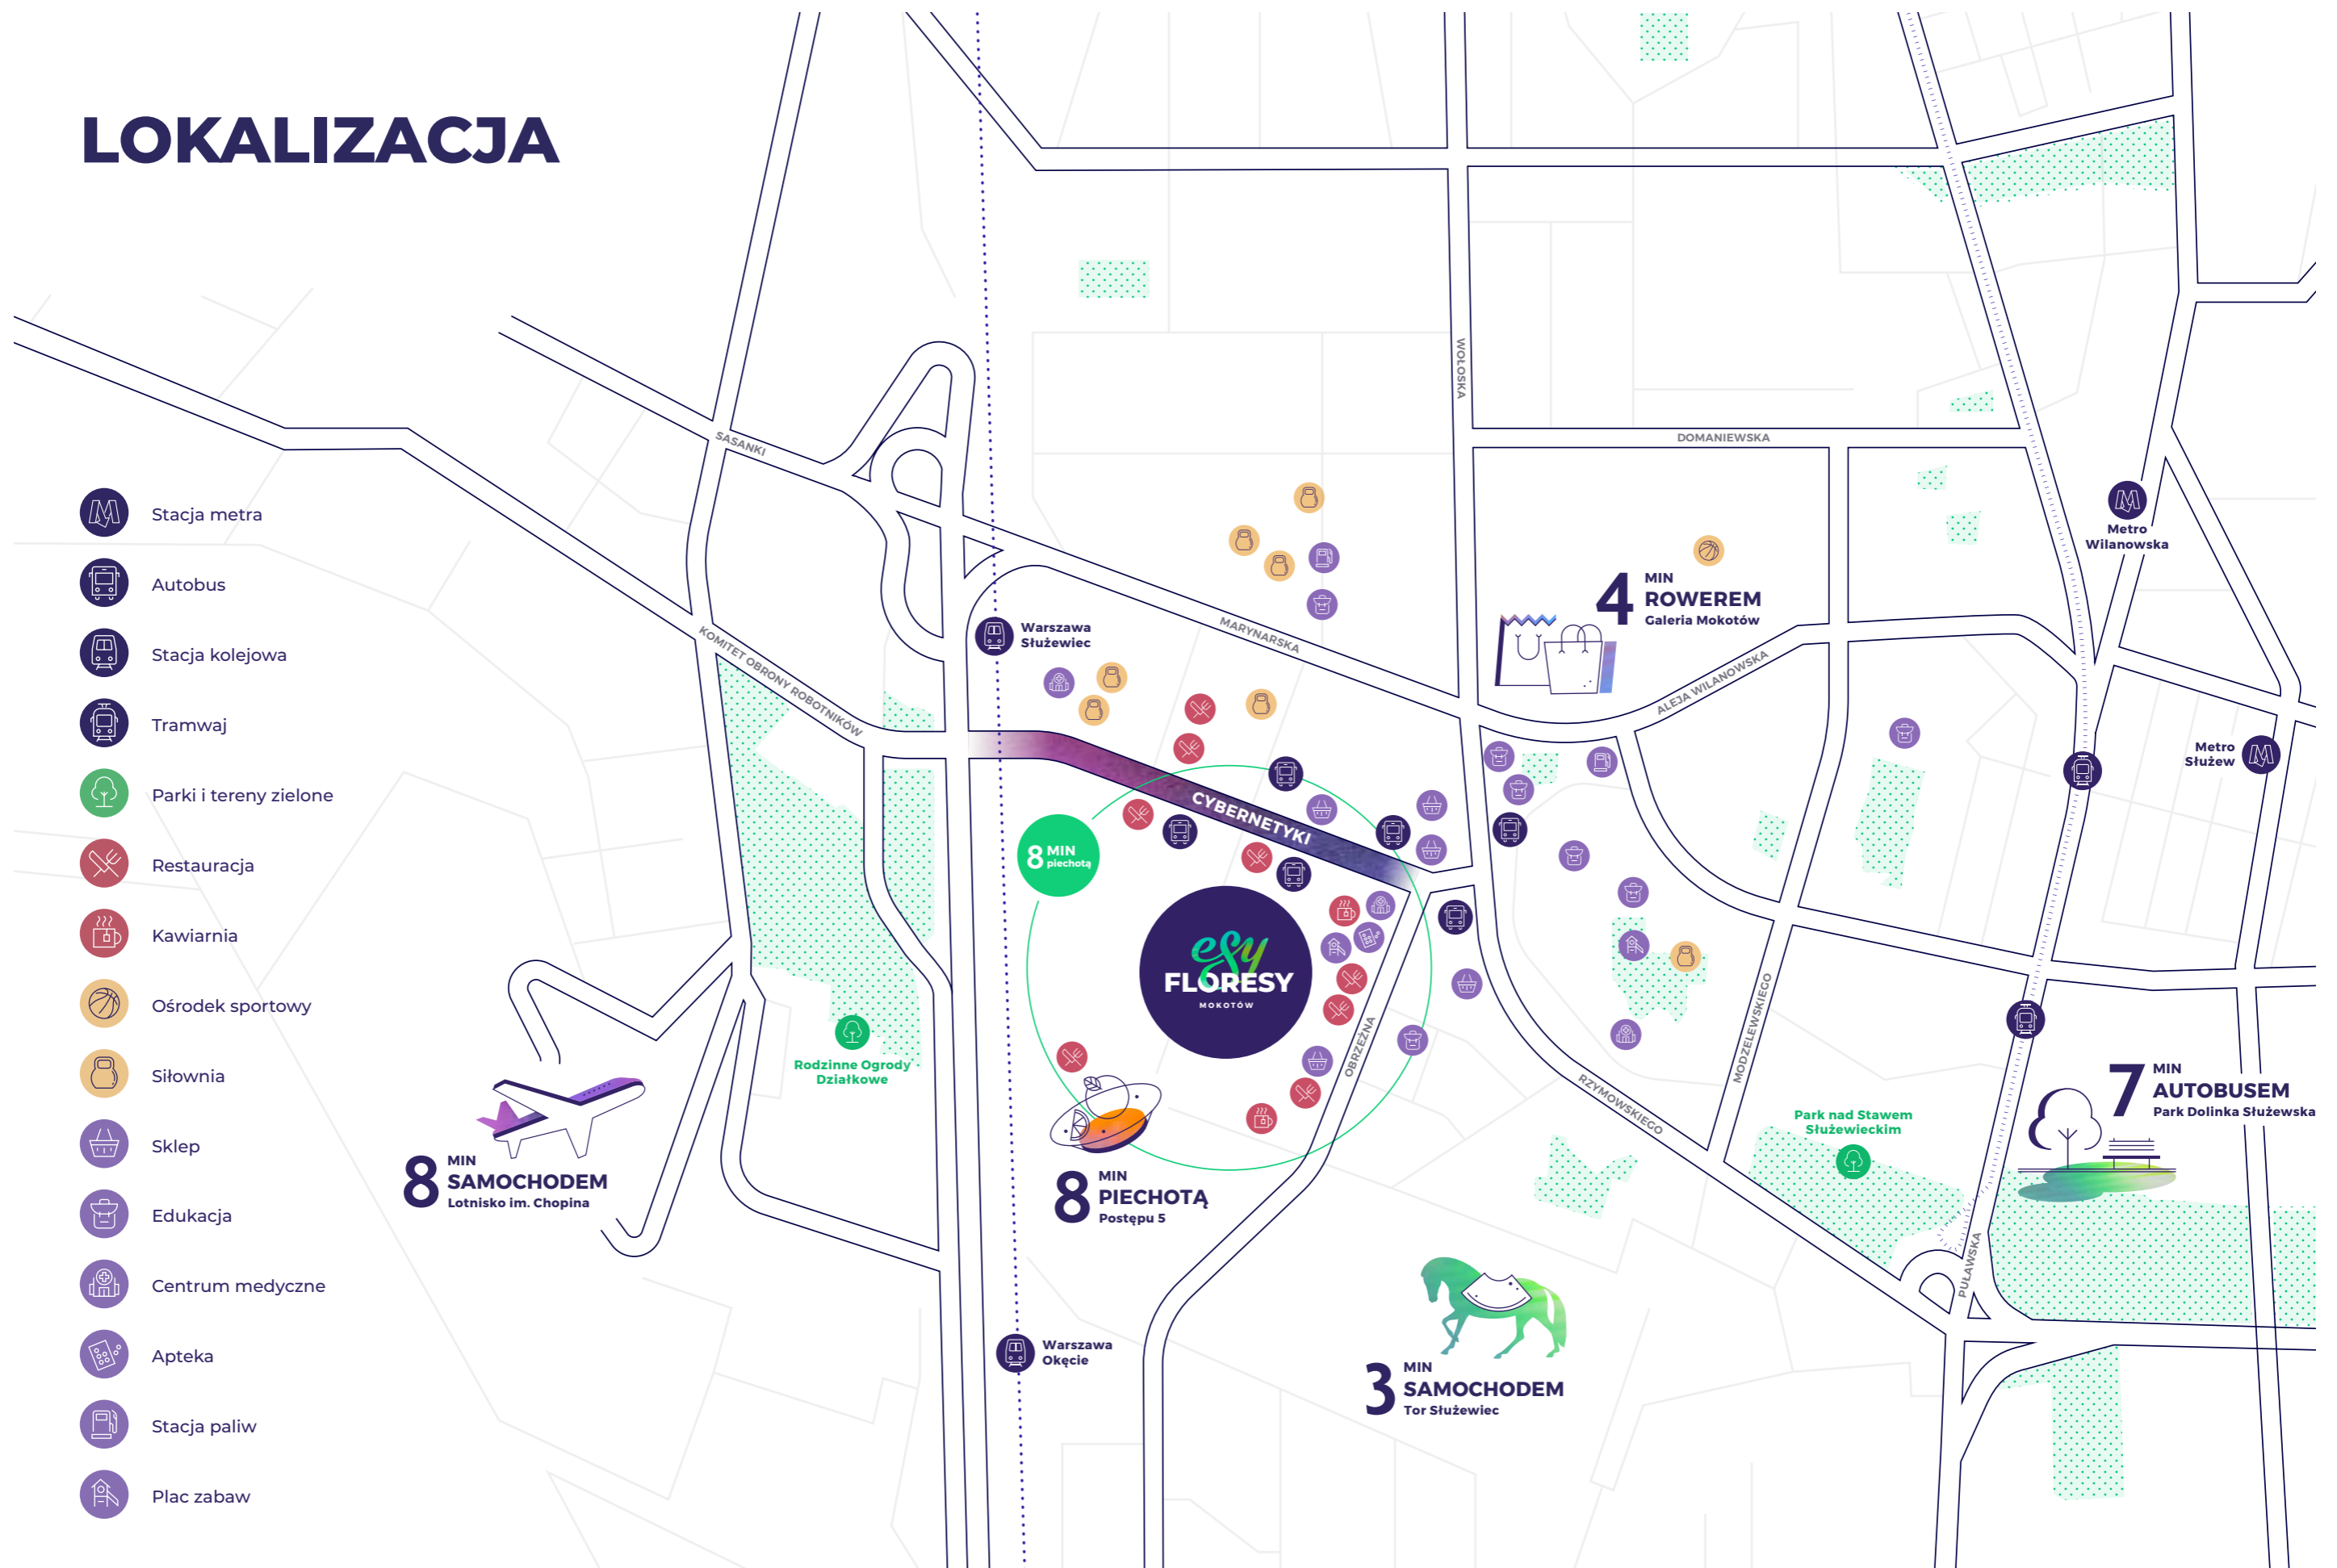 LOKALIZACJA
Stacja metra
Autobus
Stacja kolejowa
Tramwaj
Parki i tereny zielone
Restauracja
Kawiarnia
Ośrodek sportowy
Siłownia
Sklep
Edukacja
Centrum medyczne
Apteka
Stacja paliw
Plac zabaw
SASANKI
KOMITET OBRONY ROBOTNIKÓW
WOŁOSKA
DOMANIEWSKA
MARYNARSKA
ALEJA WILANOWSKA
CYBERNETYKI
OBRZEŻNA
RZYMOWSKIEGO
MODZELEWSKIEGO
PUŁAWSKA
Metro
Wilanowska
Metro
Służew
Warszawa
Służewiec
Warszawa
Okęcie
4 MIN
ROWEREM
Galeria Mokotów
8 MIN
piechotą
esy
FLORESY
MOKOTÓW
Rodzinne Ogrody
Działkowe
8 MIN
SAMOCHODEM
Lotnisko im. Chopina
8 MIN
PIECHOTĄ
Postępu 5
3 MIN
SAMOCHODEM
Tor Służewiec
Park nad Stawem
Służewieckim
7 MIN
AUTOBUSEM
Park Dolinka Służewska